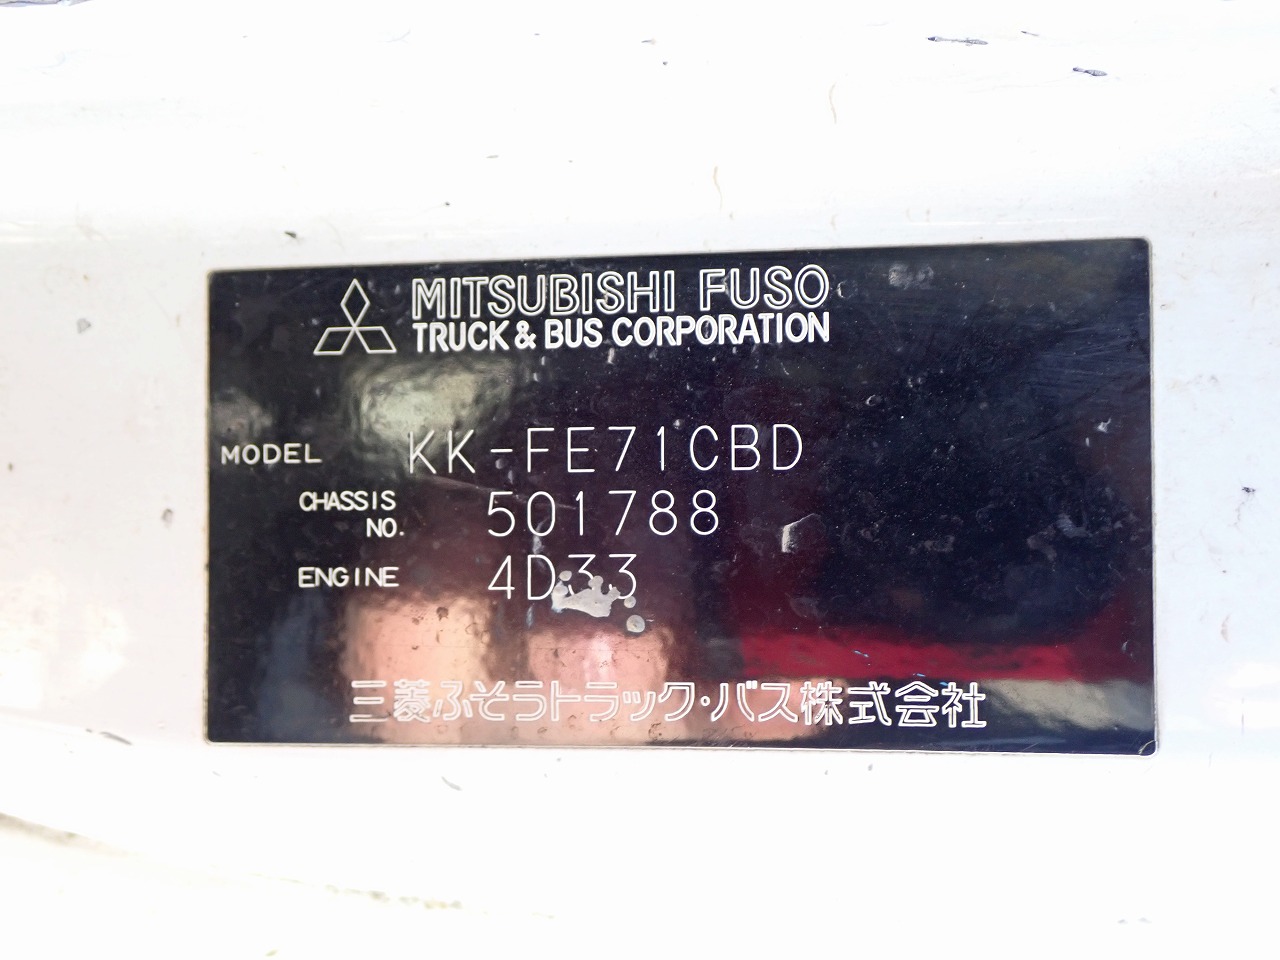 MITSUBISHI FUSO
TRUCK & BUS CORPORATION
MODEL KK-FE71CBD
CHASSIS NO. 501788
ENGINE 4D33
三菱ふそうトラック・バス株式会社